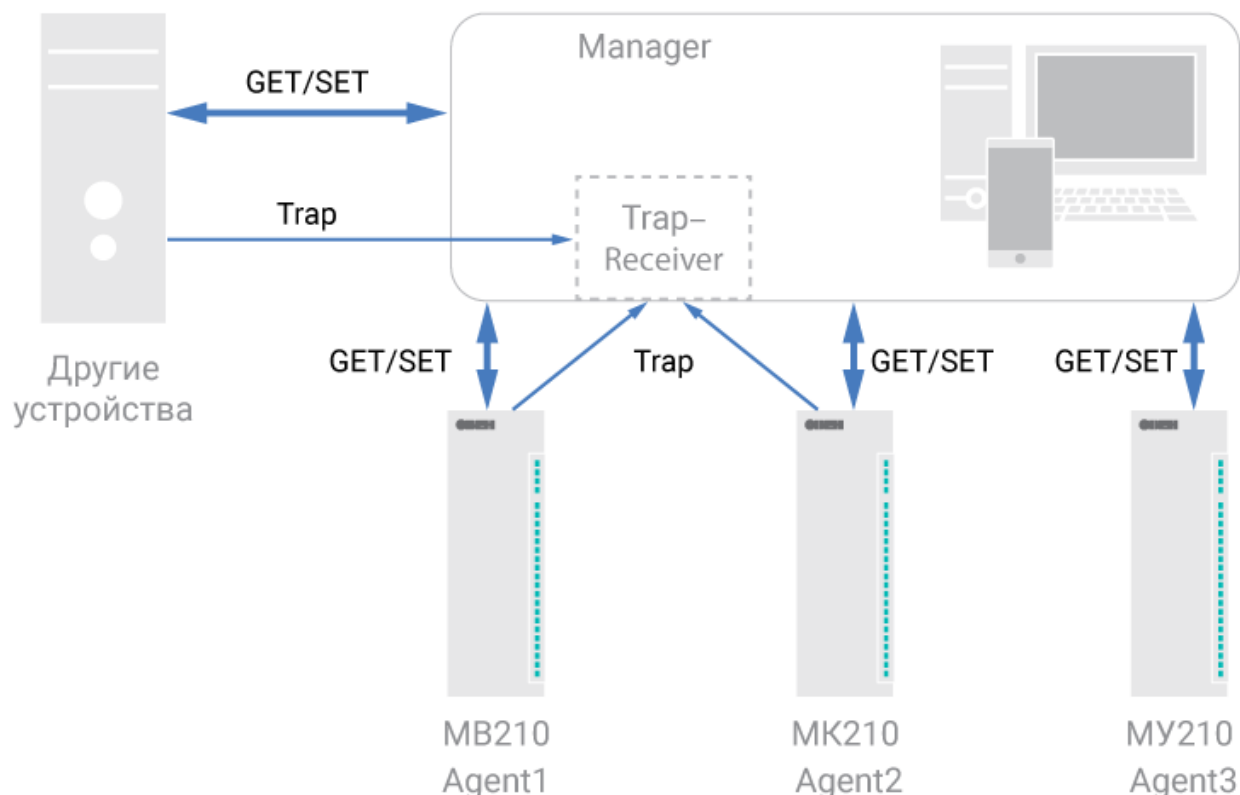 Manager
GET/SET
Trap
Trap–
Receiver
Другие
устройства
GET/SET
Trap
GET/SET
GET/SET
МВ210
Agent1
МК210
Agent2
МУ210
Agent3